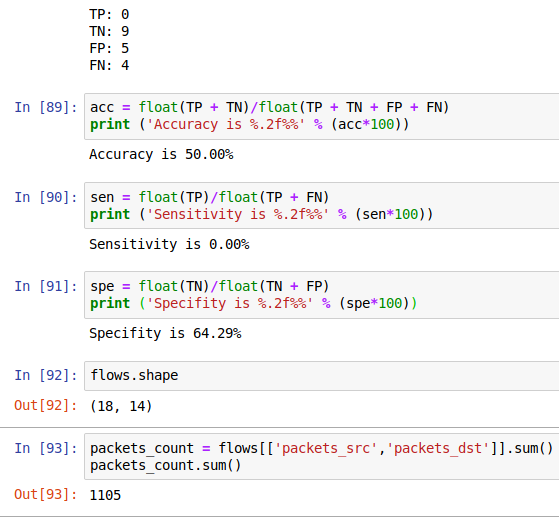 TP: 0
TN: 9
FP: 5
FN: 4
In [89]: acc = float(TP + TN)/float(TP + TN + FP + FN)
print ('Accuracy is %.2f%%' % (acc*100))
Accuracy is 50.00%
In [90]: sen = float(TP)/float(TP + FN)
print ('Sensitivity is %.2f%%' % (sen*100))
Sensitivity is 0.00%
In [91]: spe = float(TN)/float(TN + FP)
print ('Specifity is %.2f%%' % (spe*100))
Specifity is 64.29%
In [92]: flows.shape
Out[92]: (18, 14)
In [93]: packets_count = flows[['packets_src','packets_dst']].sum()
packets_count.sum()
Out[93]: 1105